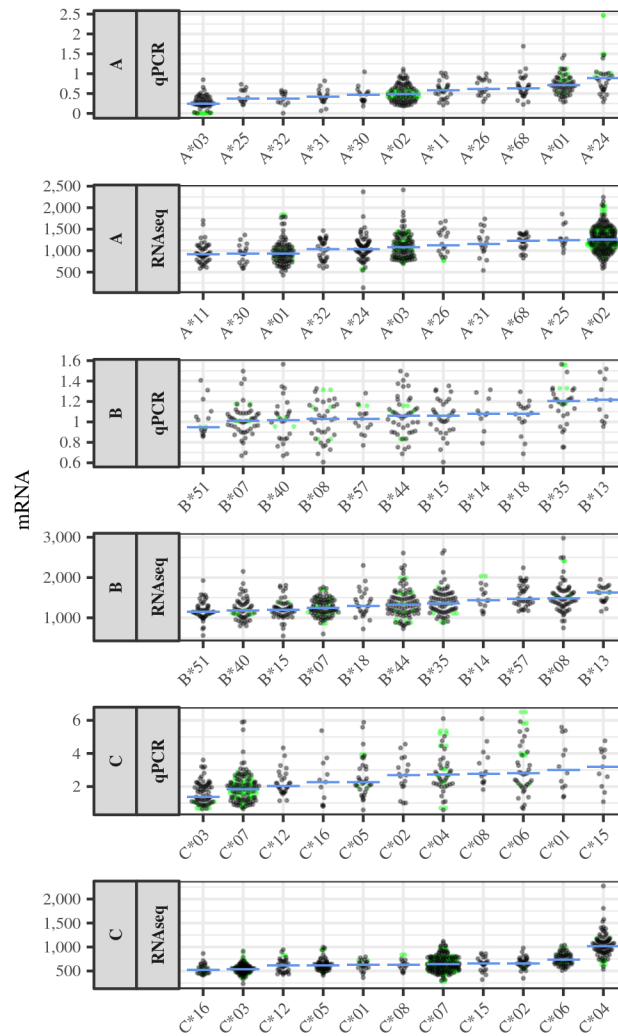 mRNA
A
qPCR
2.5
2
1.5
1
0.5
0
A*03 A*25 A*32 A*31 A*30 A*02 A*11 A*26 A*68 A*01 A*24
A
RNAseq
2,500
2,000
1,500
1,000
500
A*11 A*30 A*01 A*32 A*24 A*03 A*26 A*31 A*68 A*25 A*02
B
qPCR
1.6
1.4
1.2
1
0.8
0.6
B*51 B*07 B*40 B*08 B*57 B*44 B*15 B*14 B*18 B*35 B*13
B
RNAseq
3,000
2,000
1,000
B*51 B*40 B*15 B*07 B*18 B*44 B*35 B*14 B*57 B*08 B*13
C
qPCR
6
4
2
C*03 C*07 C*12 C*16 C*05 C*02 C*04 C*08 C*06 C*01 C*15
C
RNAseq
2,000
1,500
1,000
500
C*16 C*03 C*12 C*05 C*01 C*08 C*07 C*15 C*02 C*06 C*04